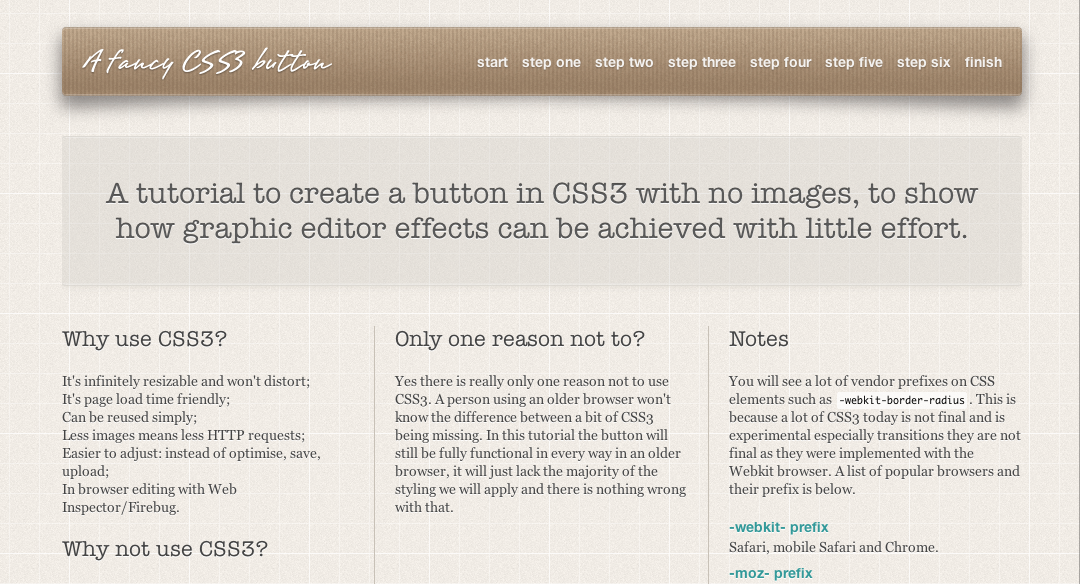 A fancy CSS3 button
start step one step two step three step four step five step six finish
A tutorial to create a button in CSS3 with no images, to show
how graphic editor effects can be achieved with little effort.
Why use CSS3?
It's infinitely resizable and won't distort;
It's page load time friendly;
Can be reused simply;
Less images means less HTTP requests;
Easier to adjust: instead of optimise, save,
upload;
In browser editing with Web
Inspector/Firebug.
Why not use CSS3?
Only one reason not to?
Yes there is really only one reason not to use
CSS3. A person using an older browser won't
know the difference between a bit of CSS3
being missing. In this tutorial the button will
still be fully functional in every way in an older
browser, it will just lack the majority of the
styling we will apply and there is nothing wrong
with that.
Notes
You will see a lot of vendor prefixes on CSS
elements such as -webkit-border-radius . This is
because a lot of CSS3 today is not final and is
experimental especially transitions they are not
final as they were implemented with the
Webkit browser. A list of popular browsers and
their prefix is below.
-webkit- prefix
Safari, mobile Safari and Chrome.
-moz- prefix